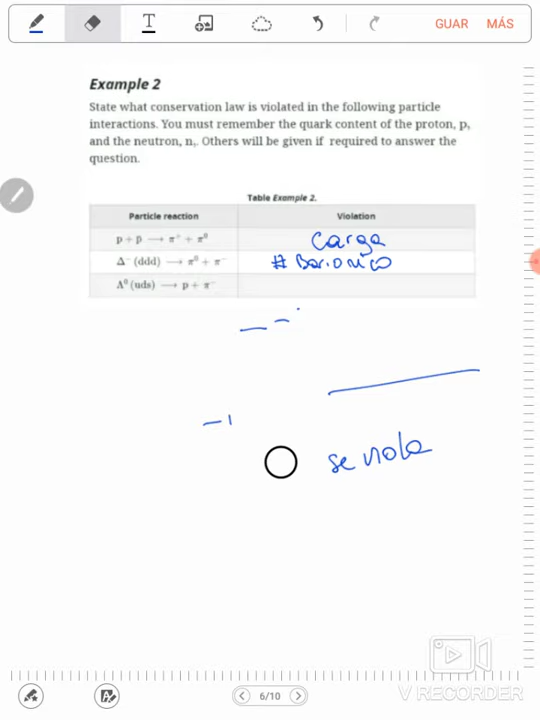 T GUAR MÁS
Example 2
State what conservation law is violated in the following particle
interactions. You must remember the quark content of the proton, p,
and the neutron, n,. Others will be given if required to answer the
question.
Table Example 2.
Particle reaction Violation
p + p ⟶ π⁺ + π⁰ Carga
Δ⁻ (ddd) ⟶ π⁰ + π⁻ # Barionico
Λ⁰ (uds) ⟶ p + π⁻
se viola
6/10
V RECORDER